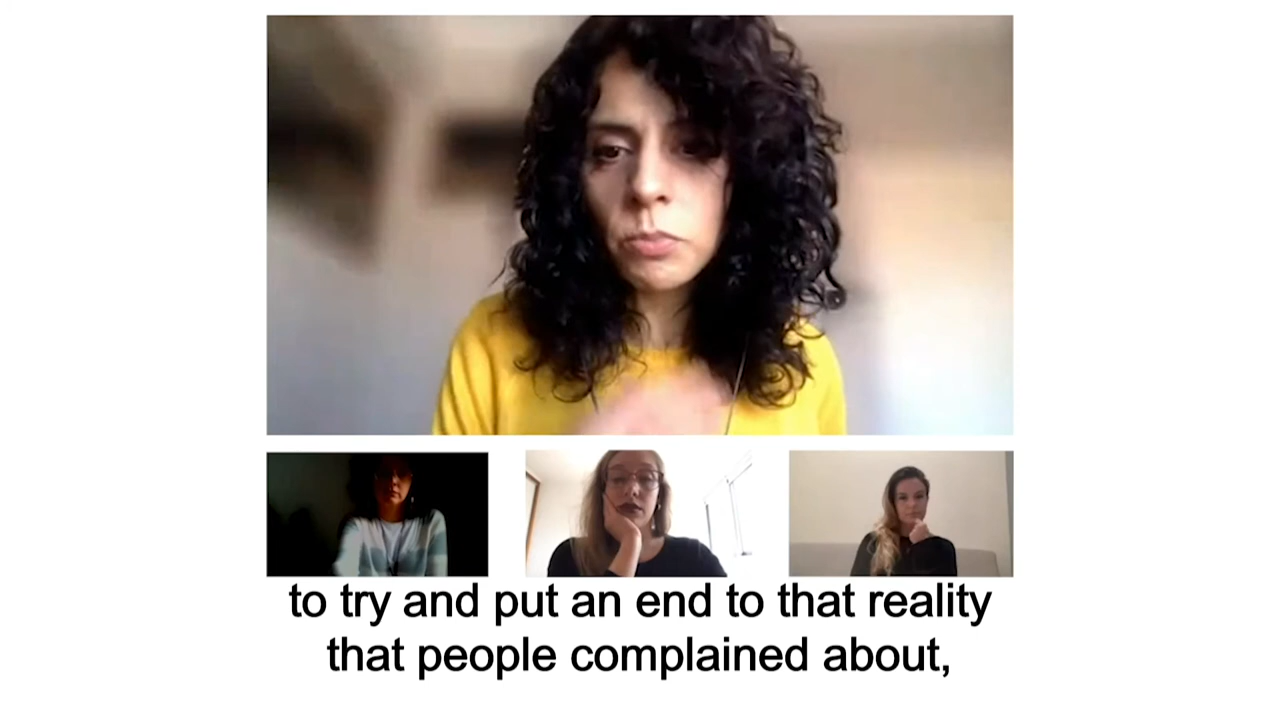 to try and put an end to that reality
that people complained about,